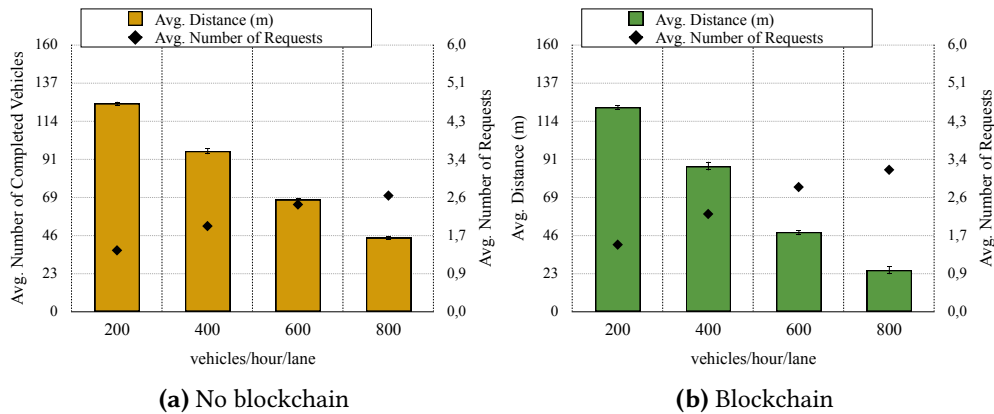 Avg. Distance (m)
Avg. Number of Requests
160
137
114
91
69
46
23
0
Avg. Number of Completed Vehicles
6,0
5,1
4,3
3,4
2,6
1,7
0,9
0,0
Avg. Number of Requests
200 400 600 800
vehicles/hour/lane
(a) No blockchain
Avg. Distance (m)
Avg. Number of Requests
160
137
114
91
69
46
23
0
Avg. Distance (m)
6,0
5,1
4,3
3,4
2,6
1,7
0,9
0,0
Avg. Number of Requests
200 400 600 800
vehicles/hour/lane
(b) Blockchain